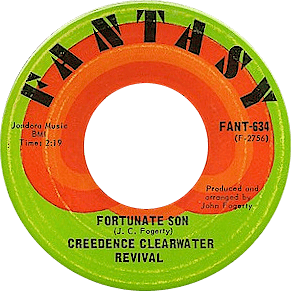 FANTASY
Jondora Music
BMI
Time: 2:19
FANT-634
(F-2756)
Produced and
arranged by
John Fogerty
FORTUNATE SON
(J. C. Fogerty)
CREEDENCE CLEARWATER
REVIVAL